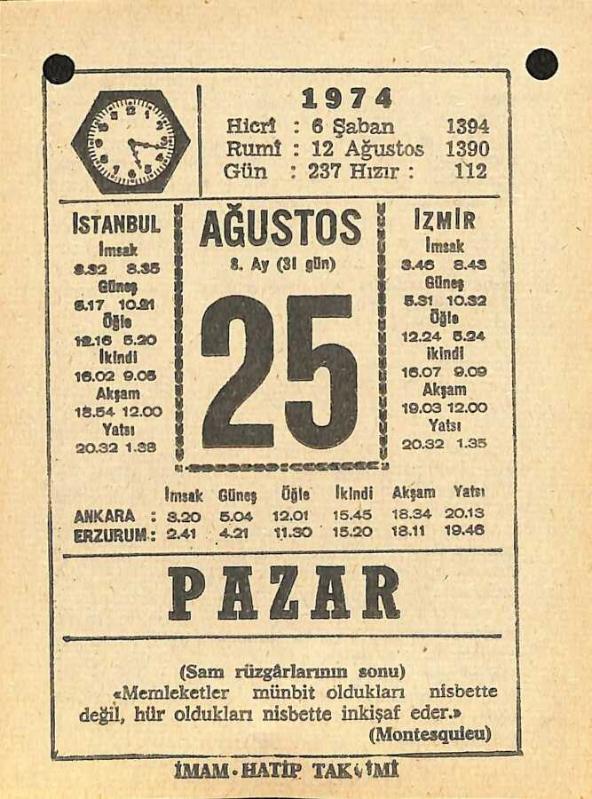 1974
Hicrî : 6 Şaban 1394
Rumî : 12 Ağustos 1390
Gün : 237 Hızır : 112
İSTANBUL
İmsak
3.32 8.35
Güneş
5.17 10.21
Öğle
12.16 5.20
İkindi
16.02 9.05
Akşam
18.54 12.00
Yatsı
20.32 1.38
AĞUSTOS
8. Ay (31 gün)
25
İZMİR
İmsak
3.46 8.43
Güneş
5.31 10.32
Öğle
12.24 5.24
İkindi
16.07 9.09
Akşam
19.03 12.00
Yatsı
20.32 1.35
İmsak Güneş Öğle İkindi Akşam Yatsı
ANKARA : 3.20 5.04 12.01 15.45 18.34 20.13
ERZURUM : 2.41 4.21 11.30 15.20 18.11 19.46
PAZAR
(Sam rüzgârlarının sonu)
«Memleketler münbit oldukları nisbette
değil, hür oldukları nisbette inkişaf eder.»
(Montesquieu)
İMAM - HATİP TAKVİMİ